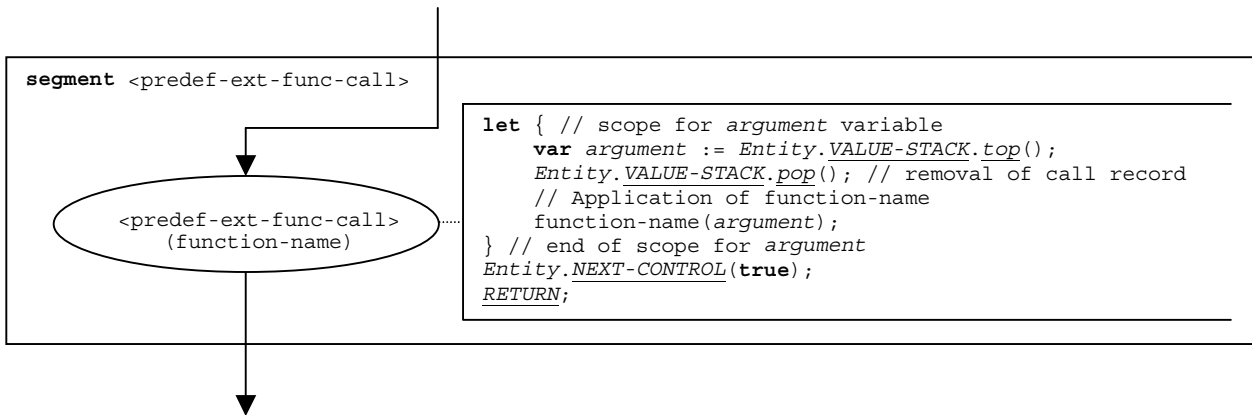 segment <predef-ext-func-call>
let { // scope for argument variable
var argument := Entity.VALUE-STACK.top();
Entity.VALUE-STACK.pop(); // removal of call record
// Application of function-name
function-name(argument);
} // end of scope for argument
Entity.NEXT-CONTROL(true);
RETURN;
<predef-ext-func-call>
(function-name)